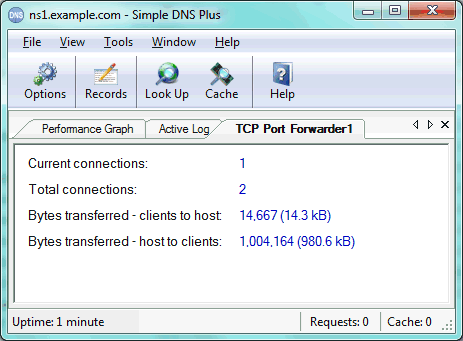 DNS ns1.example.com - Simple DNS Plus
File View Tools Window Help
Options Records Look Up Cache Help
Performance Graph Active Log TCP Port Forwarder1
Current connections: 1
Total connections: 2
Bytes transferred - clients to host: 14,667 (14.3 kB)
Bytes transferred - host to clients: 1,004,164 (980.6 kB)
Uptime: 1 minute Requests: 0 Cache: 0